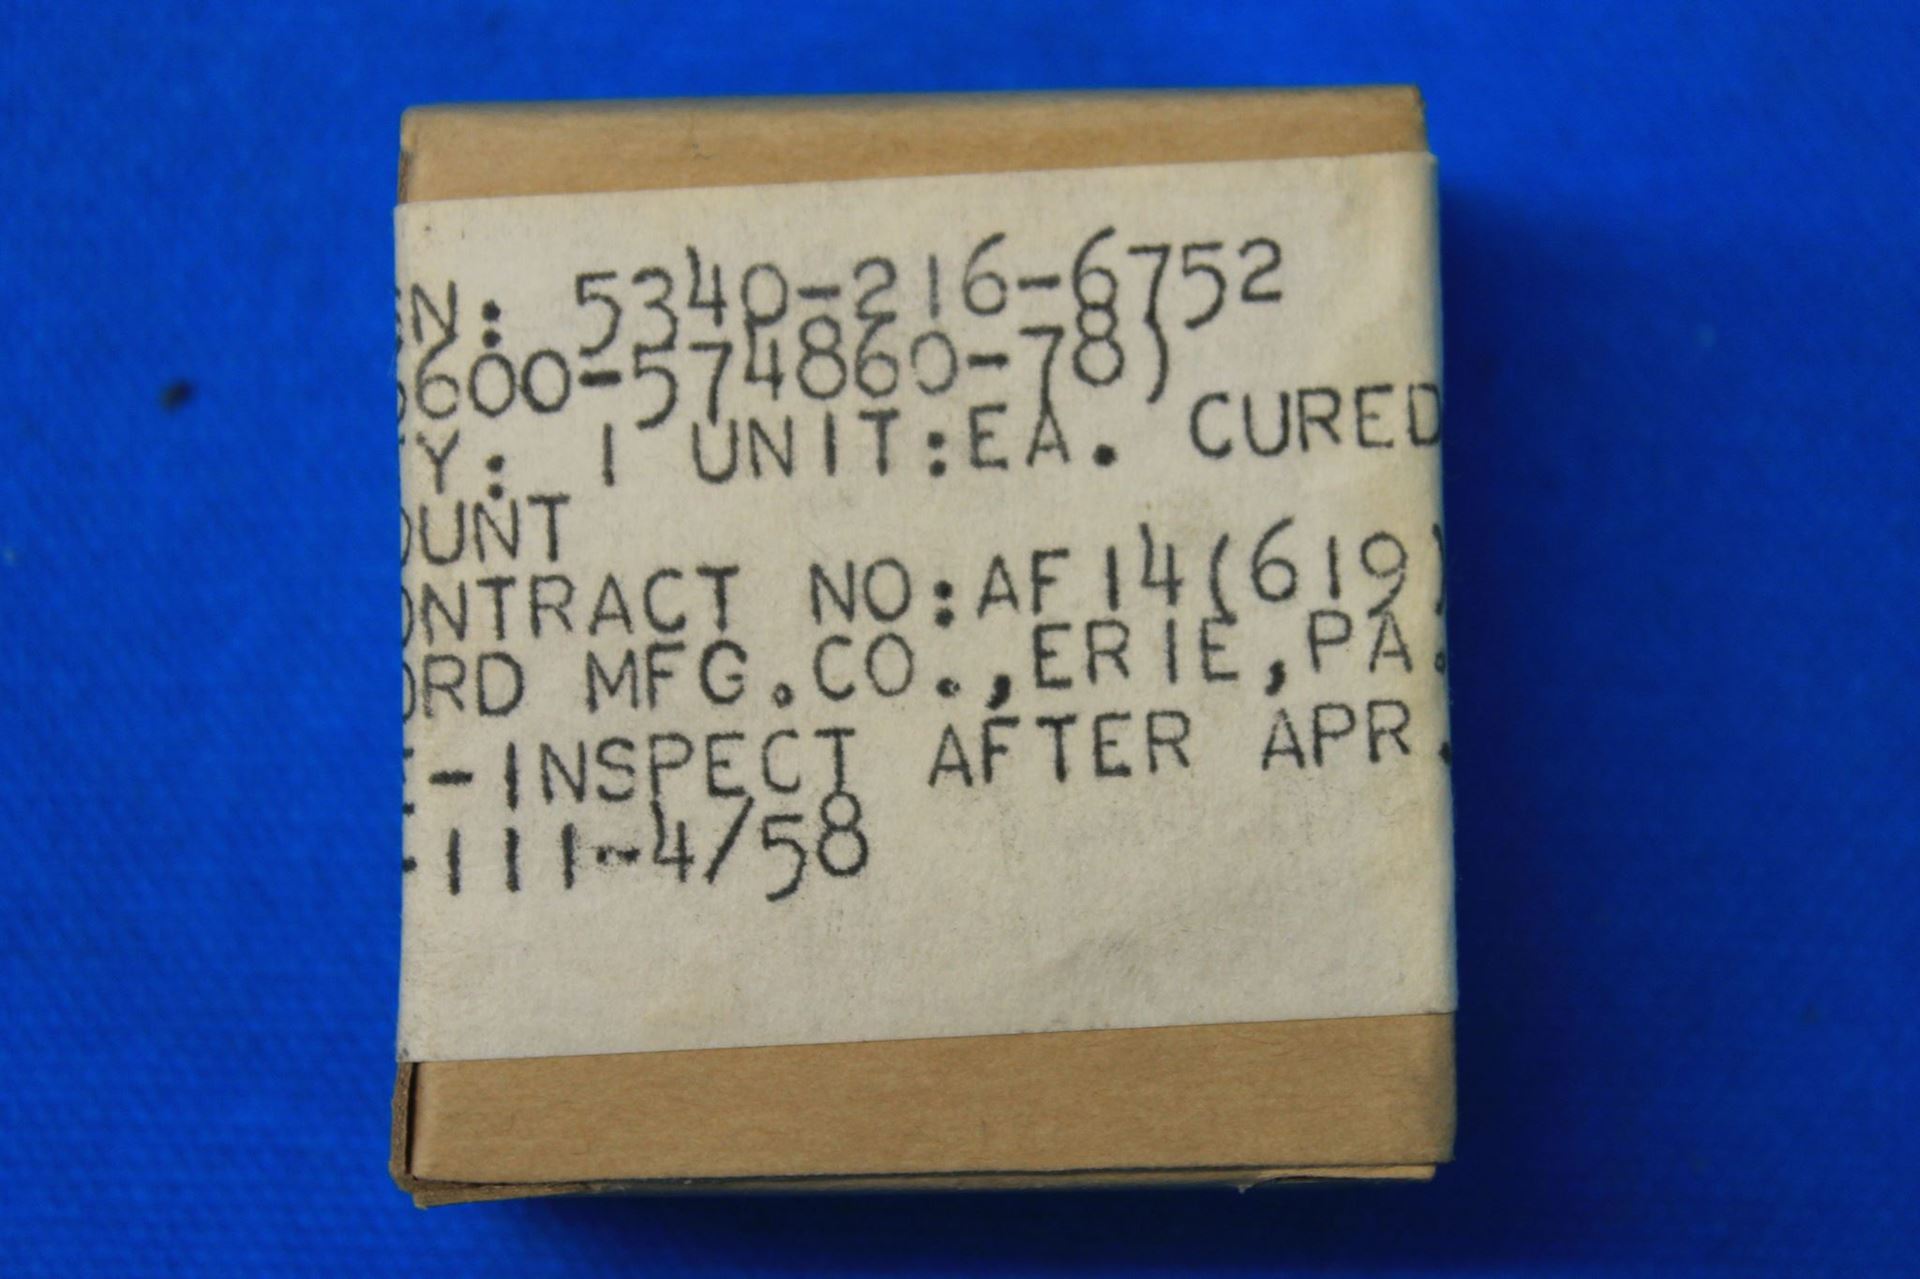 N: 5340-216-6752
600-574860-78)
Y: 1 UNIT:EA. CURED
OUNT
ONTRACT NO:AF14(619)
ORD MFG.CO.,ERIE,PA.
E-INSPECT AFTER APR.
-111-4/58